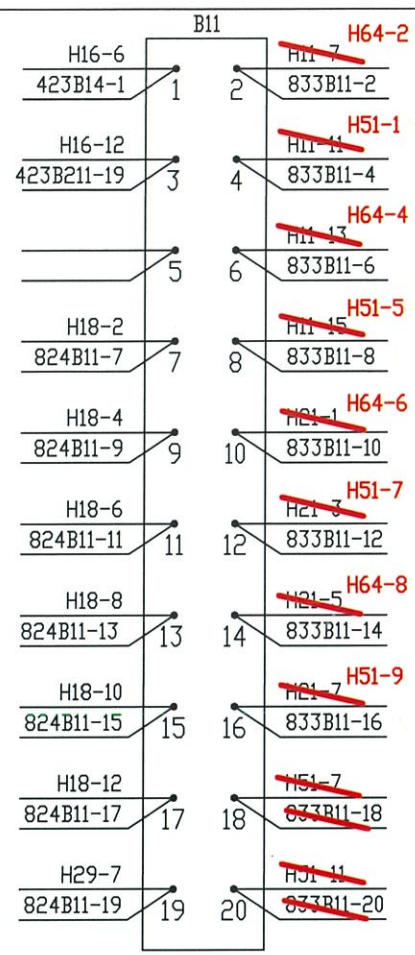 B11
H64-2
H16-6 H11-7
423B14-1 1 2 833B11-2
H51-1
H16-12 H11-11
423B211-19 3 4 833B11-4
H64-4
H11-13
5 6 833B11-6
H51-5
H18-2 H11-15
824B11-7 7 8 833B11-8
H64-6
H18-4 H21-1
824B11-9 9 10 833B11-10
H51-7
H18-6 H21-3
824B11-11 11 12 833B11-12
H64-8
H18-8 H21-5
824B11-13 13 14 833B11-14
H51-9
H18-10 H21-7
824B11-15 15 16 833B11-16
H18-12 H51-7
824B11-17 17 18 833B11-18
H29-7 H51-11
824B11-19 19 20 833B11-20